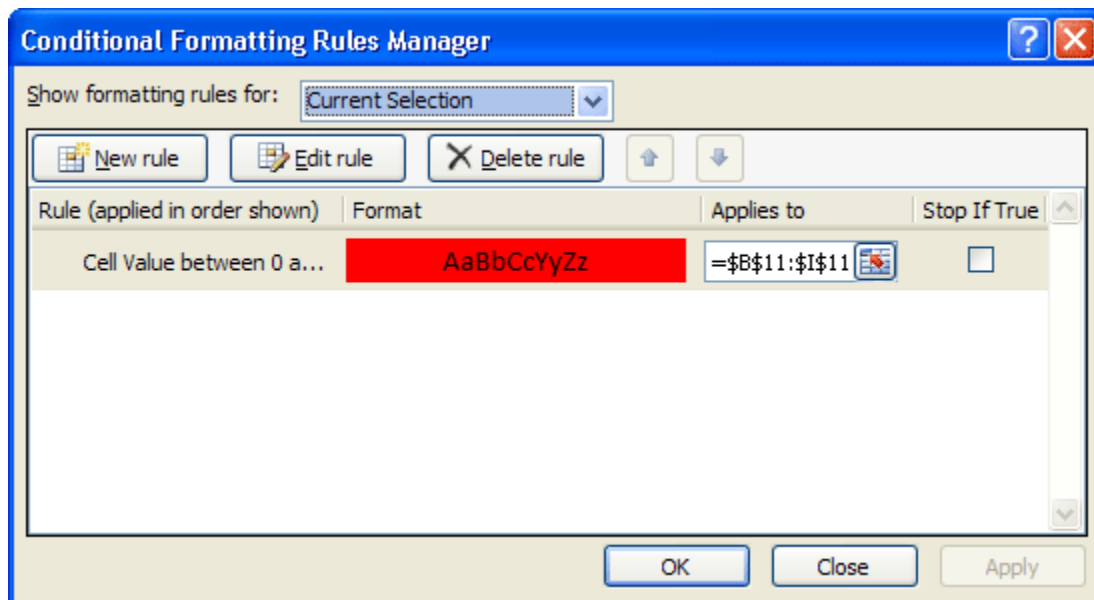 Conditional Formatting Rules Manager
Show formatting rules for: Current Selection
New rule Edit rule Delete rule
Rule (applied in order shown) Format Applies to Stop If True
Cell Value between 0 a... AaBbCcYyZz =$B$11:$I$11
OK Close Apply